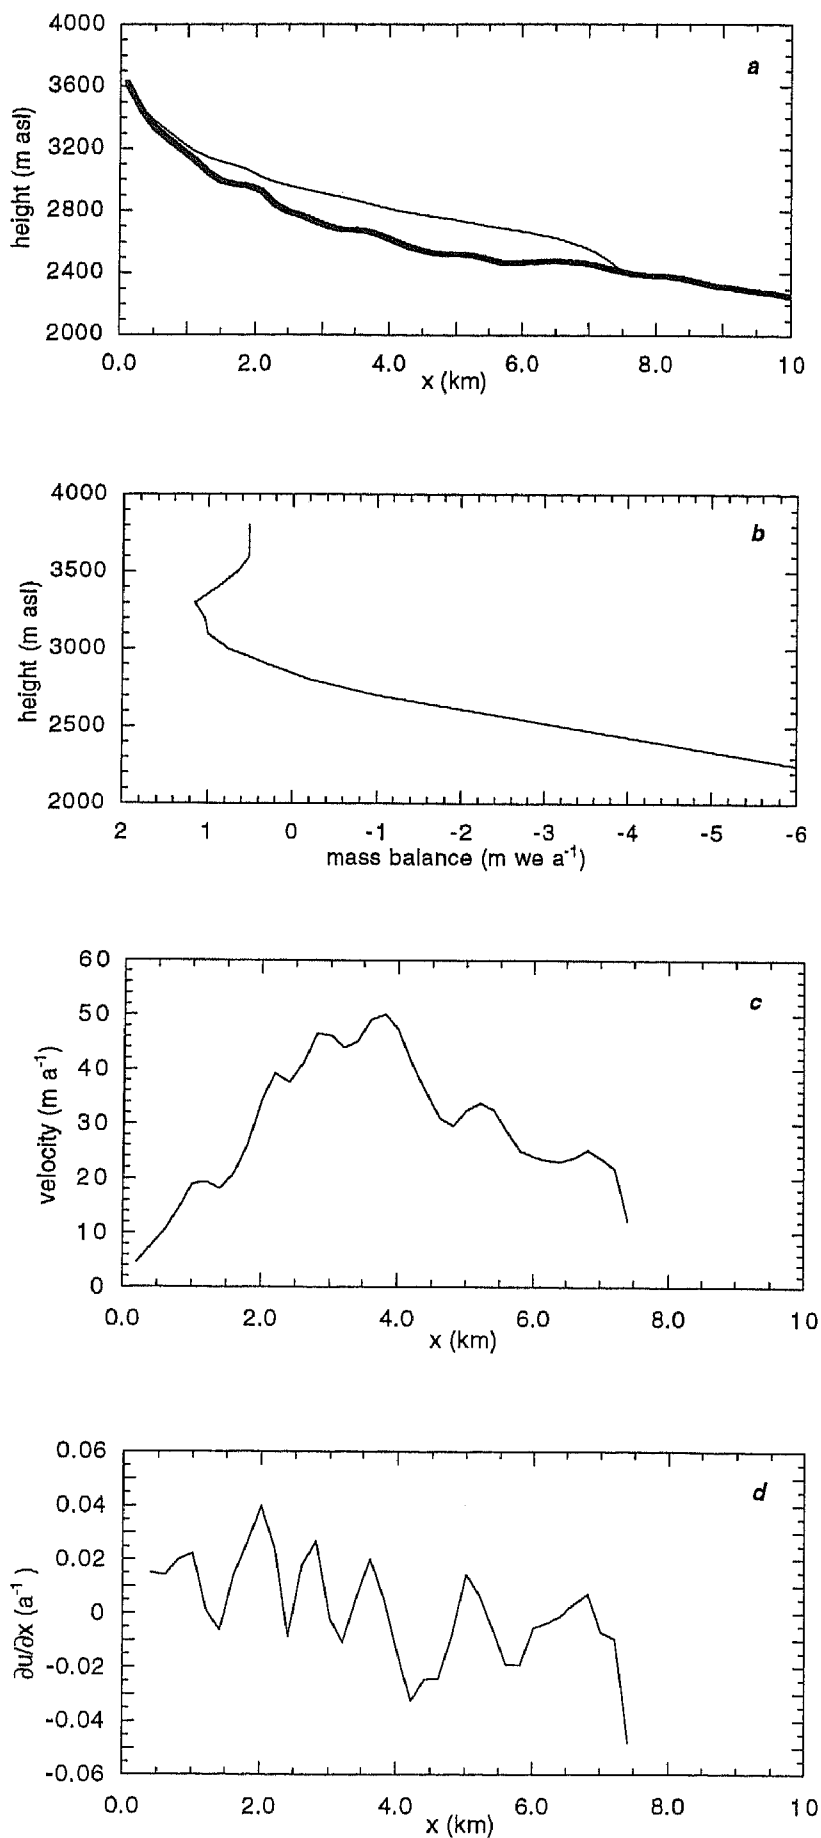 4000
a
3600
3200
2800
2400
2000
height (m asl)
0.0 2.0 4.0 6.0 8.0 10
x (km)
4000
b
3500
3000
2500
2000
height (m asl)
2 1 0 -1 -2 -3 -4 -5 -6
mass balance (m we a⁻¹)
60
c
50
40
30
20
10
0
velocity (m a⁻¹)
0.0 2.0 4.0 6.0 8.0 10
x (km)
0.06
d
0.04
0.02
0
-0.02
-0.04
-0.06
∂u/∂x (a⁻¹)
0.0 2.0 4.0 6.0 8.0 10
x (km)